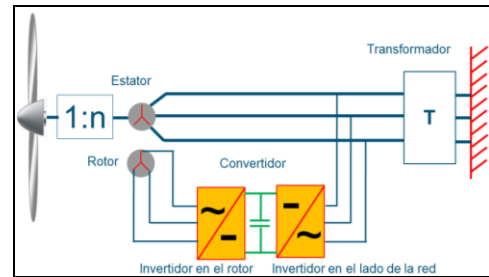 Transformador
Estator
1:n
T
Rotor
Convertidor
~
-
-
~
Invertidor en el rotor
Invertidor en el lado de la red